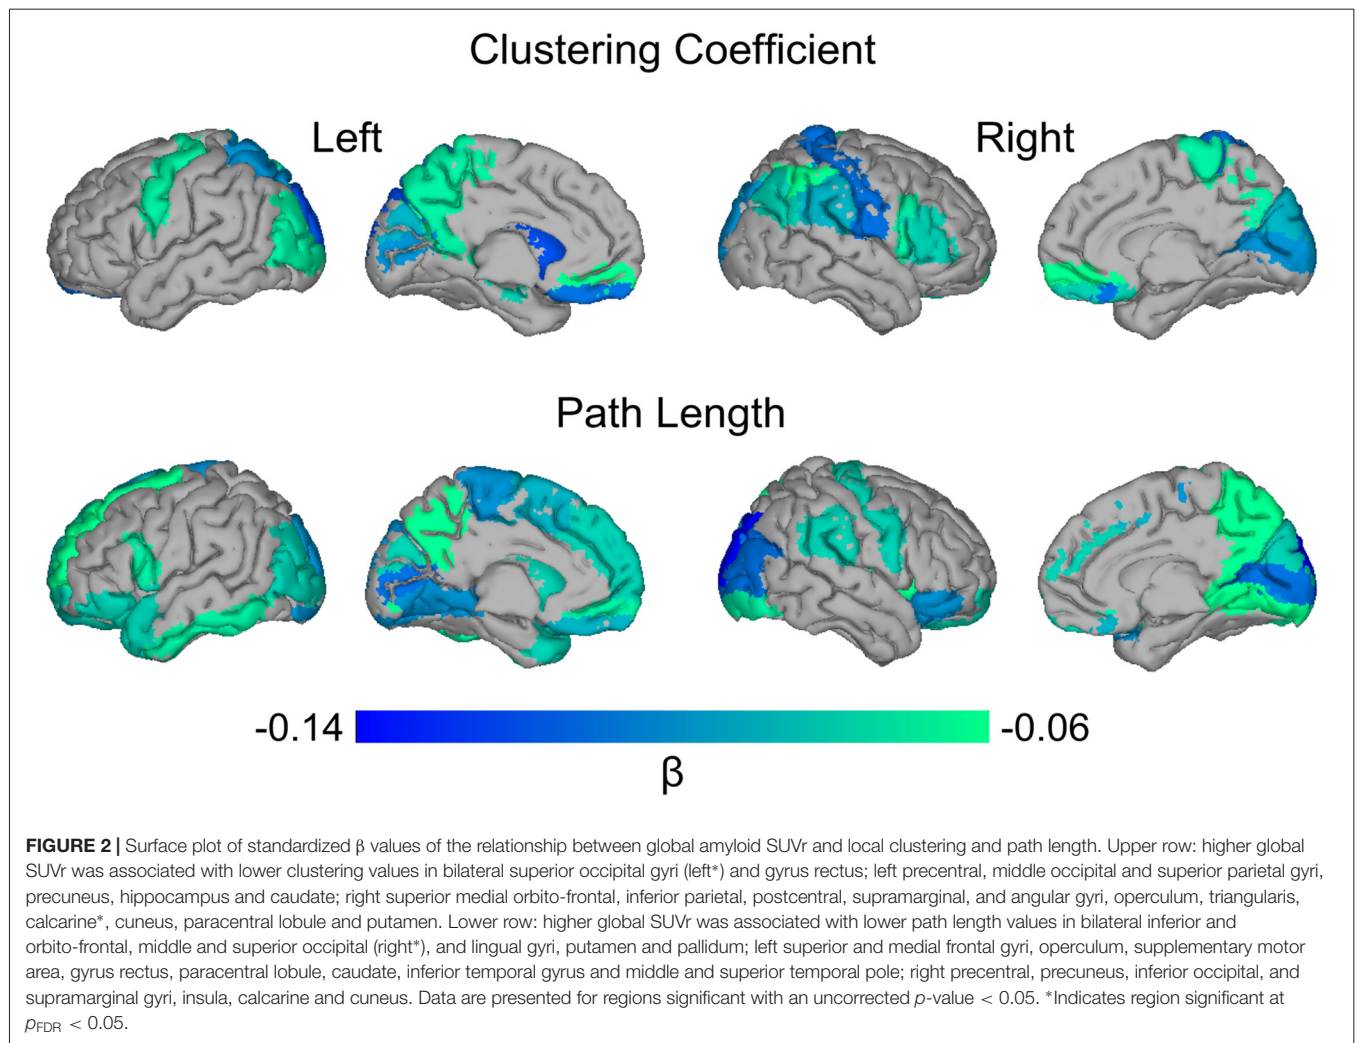 Clustering Coefficient
Left
Right
Path Length
-0.14
-0.06
β
FIGURE 2 | Surface plot of standardized β values of the relationship between global amyloid SUVr and local clustering and path length. Upper row: higher global
SUVr was associated with lower clustering values in bilateral superior occipital gyri (left*) and gyrus rectus; left precentral, middle occipital and superior parietal gyri,
precuneus, hippocampus and caudate; right superior medial orbito-frontal, inferior parietal, postcentral, supramarginal, and angular gyri, operculum, triangularis,
calcarine*, cuneus, paracentral lobule and putamen. Lower row: higher global SUVr was associated with lower path length values in bilateral inferior and
orbito-frontal, middle and superior occipital (right*), and lingual gyri, putamen and pallidum; left superior and medial frontal gyri, operculum, supplementary motor
area, gyrus rectus, paracentral lobule, caudate, inferior temporal gyrus and middle and superior temporal pole; right precentral, precuneus, inferior occipital, and
supramarginal gyri, insula, calcarine and cuneus. Data are presented for regions significant with an uncorrected p-value < 0.05. *Indicates region significant at
pFDR < 0.05.